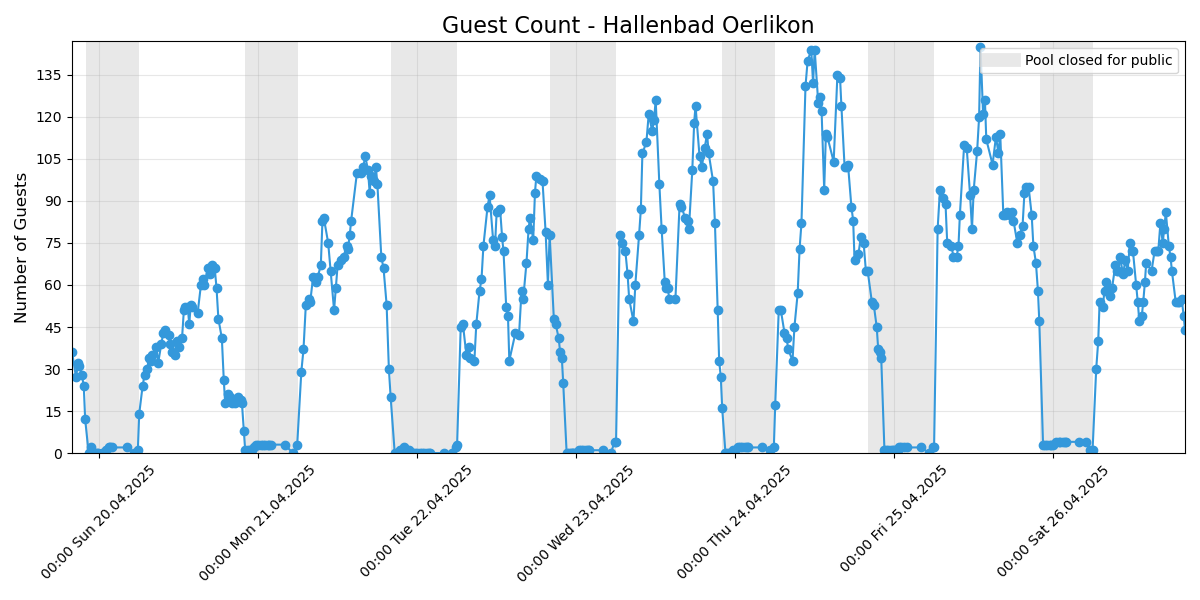 Guest Count - Hallenbad Oerlikon
Pool closed for public
Number of Guests
135
120
105
90
75
60
45
30
15
0
00:00 Sun 20.04.2025
00:00 Mon 21.04.2025
00:00 Tue 22.04.2025
00:00 Wed 23.04.2025
00:00 Thu 24.04.2025
00:00 Fri 25.04.2025
00:00 Sat 26.04.2025